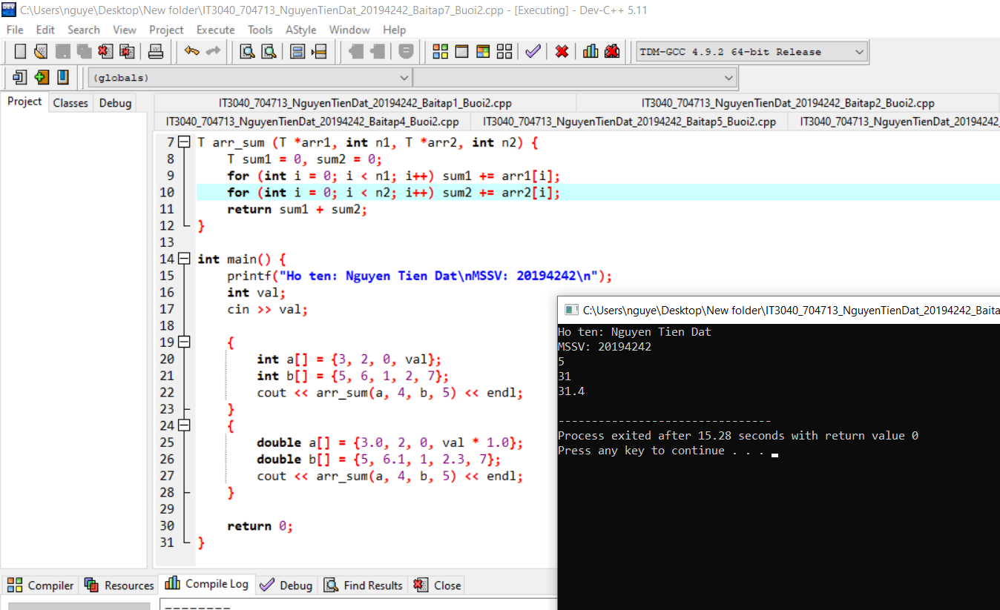 C:\Users\nguye\Desktop\New folder\IT3040_704713_NguyenTienDat_20194242_Baitap7_Buoi2.cpp - [Executing] - Dev-C++ 5.11
File Edit Search View Project Execute Tools AStyle Window Help
TDM-GCC 4.9.2 64-bit Release
(globals)
Project Classes Debug
IT3040_704713_NguyenTienDat_20194242_Baitap1_Buoi2.cpp IT3040_704713_NguyenTienDat_20194242_Baitap2_Buoi2.cpp
IT3040_704713_NguyenTienDat_20194242_Baitap4_Buoi2.cpp IT3040_704713_NguyenTienDat_20194242_Baitap5_Buoi2.cpp IT3040_704713_NguyenTienDat_20194242_
7 T arr_sum (T *arr1, int n1, T *arr2, int n2) {
8 T sum1 = 0, sum2 = 0;
9 for (int i = 0; i < n1; i++) sum1 += arr1[i];
10 for (int i = 0; i < n2; i++) sum2 += arr2[i];
11 return sum1 + sum2;
12 }
13
14 int main() {
15 printf("Ho ten: Nguyen Tien Dat\nMSSV: 20194242\n");
16 int val;
17 cin >> val;
18
19 {
20 int a[] = {3, 2, 0, val};
21 int b[] = {5, 6, 1, 2, 7};
22 cout << arr_sum(a, 4, b, 5) << endl;
23 }
24 {
25 double a[] = {3.0, 2, 0, val * 1.0};
26 double b[] = {5, 6.1, 1, 2.3, 7};
27 cout << arr_sum(a, 4, b, 5) << endl;
28 }
29
30 return 0;
31 }
C:\Users\nguye\Desktop\New folder\IT3040_704713_NguyenTienDat_20194242_Baita
Ho ten: Nguyen Tien Dat
MSSV: 20194242
5
31
31.4
--------------------------------
Process exited after 15.28 seconds with return value 0
Press any key to continue . . .
Compiler Resources Compile Log Debug Find Results Close
--------